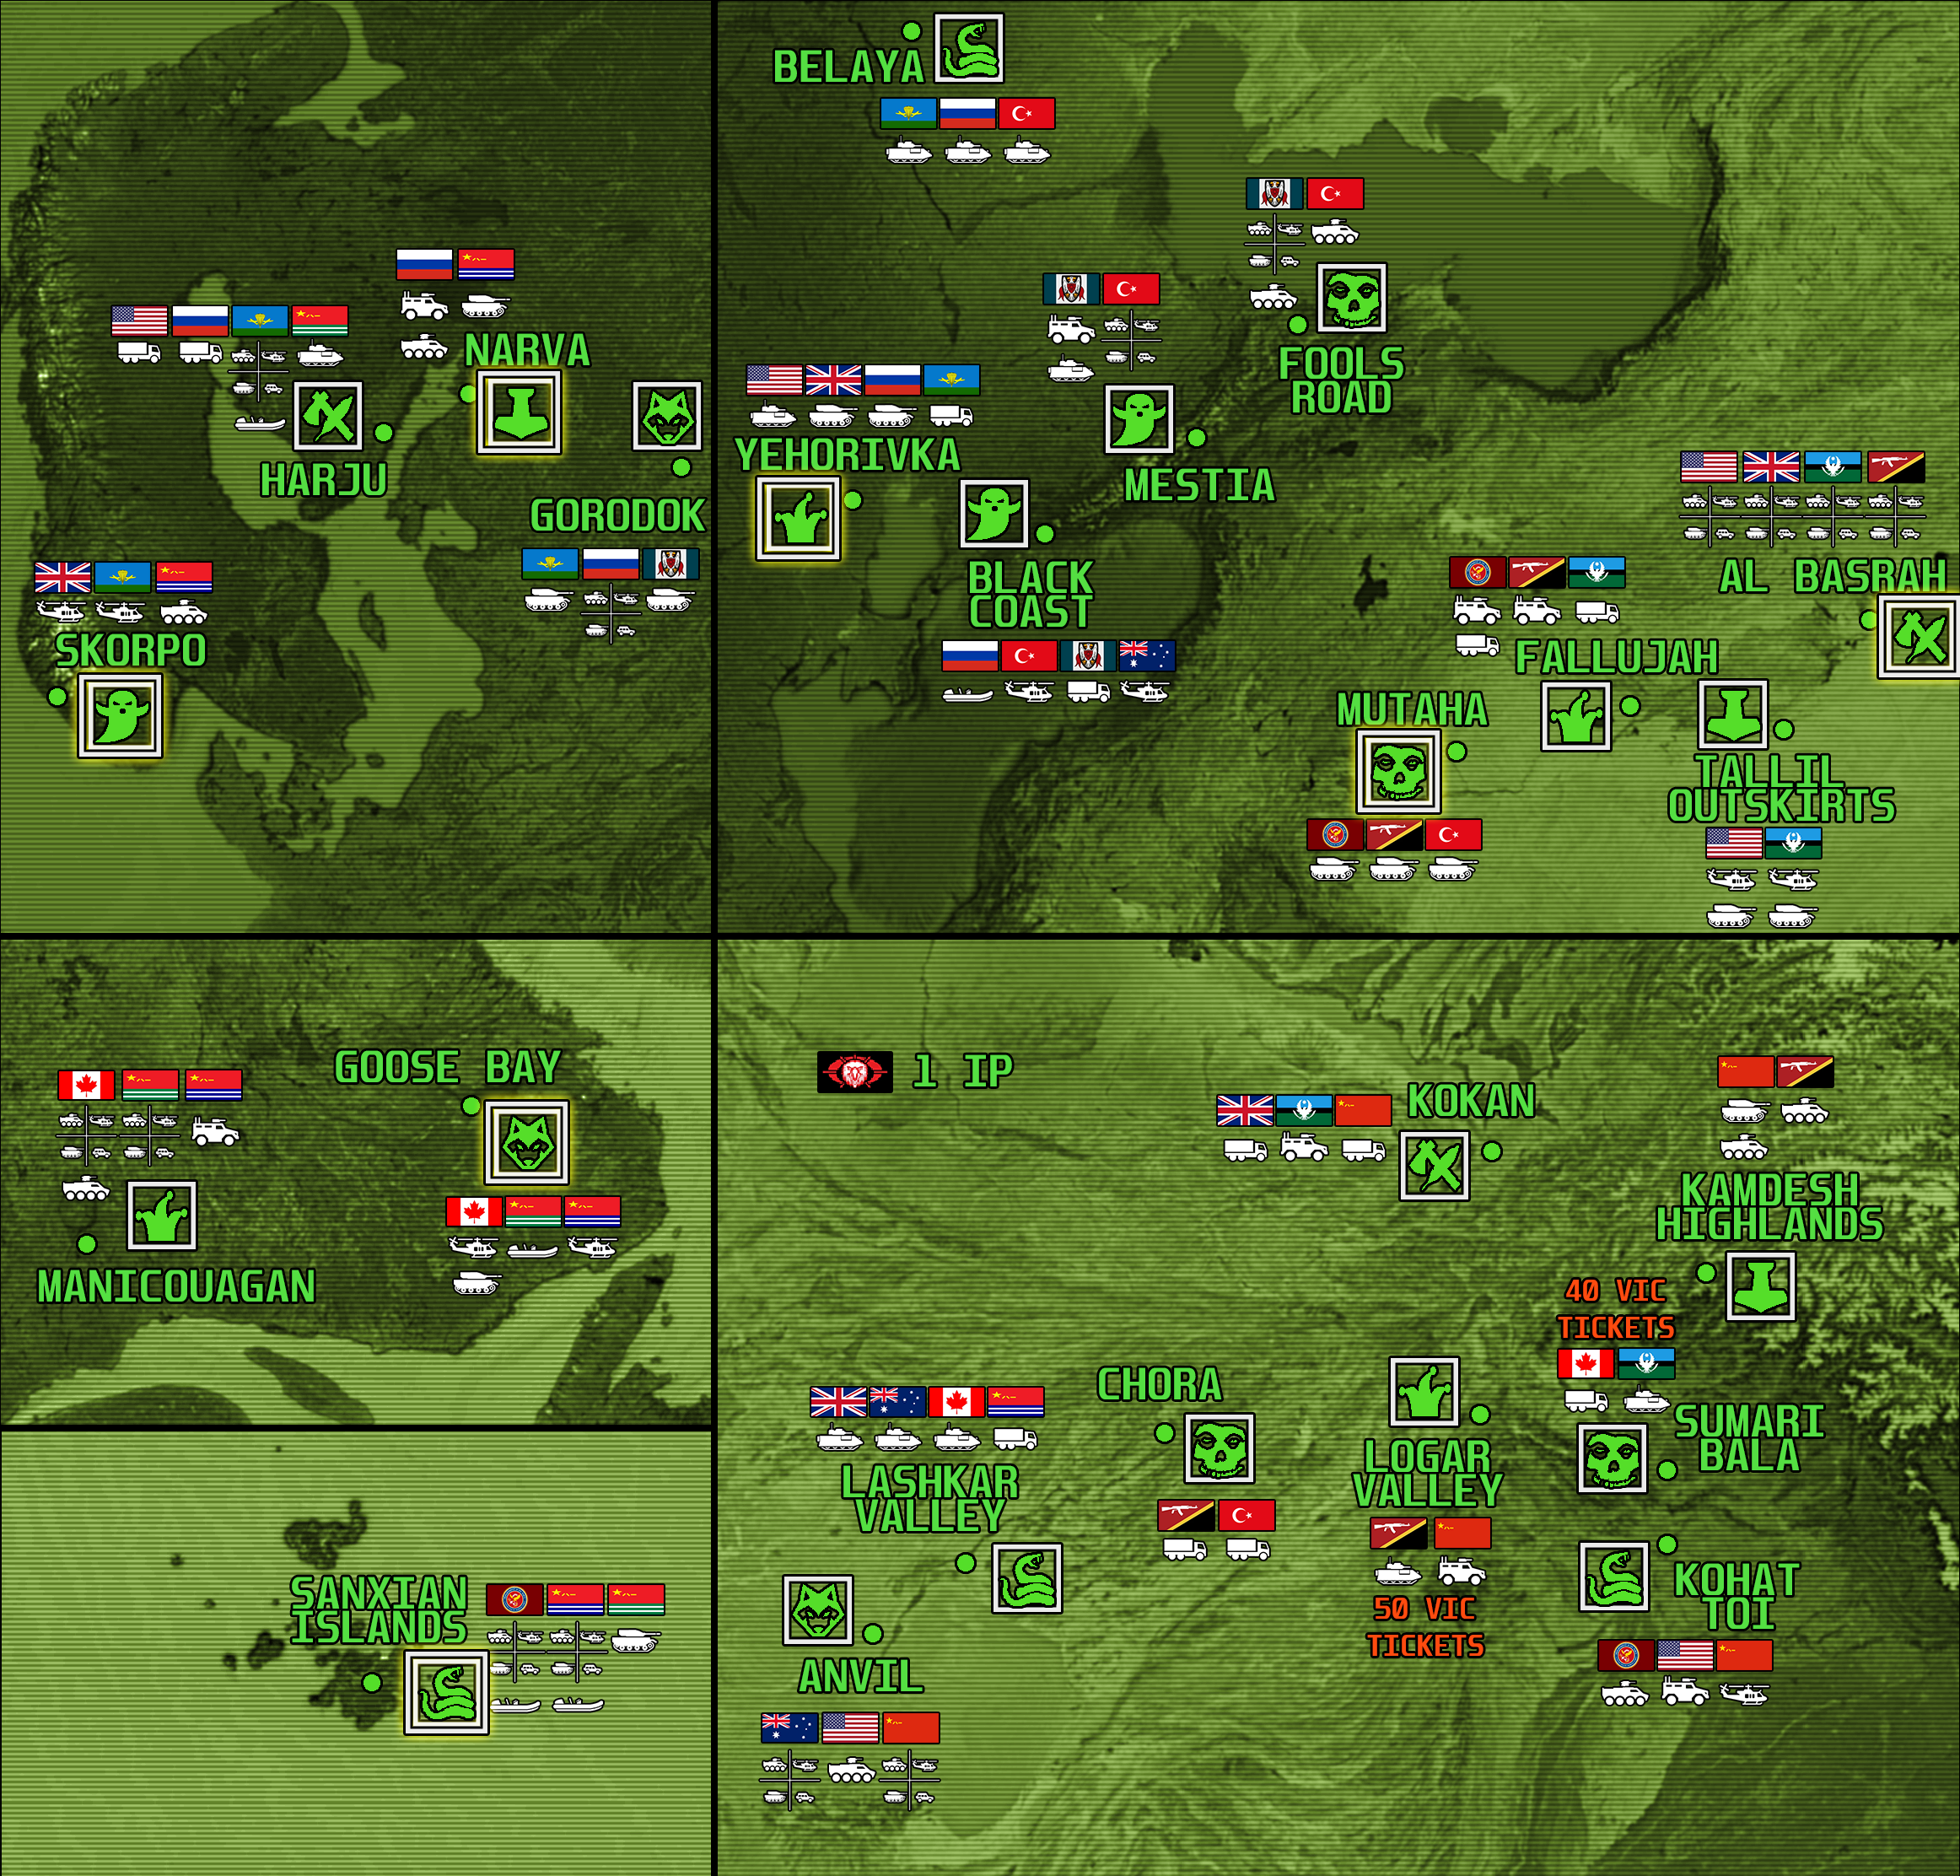 BELAYA
NARVA
HARJU
GORODOK
SKORPO
FOOLS
ROAD
YEHORIVKA
MESTIA
BLACK
COAST
AL BASRAH
FALLUJAH
MUTAHA
TALLIL
OUTSKIRTS
GOOSE BAY
MANICOUAGAN
SANXIAN
ISLANDS
1 IP
KOKAN
KAMDESH
HIGHLANDS
40 VIC
TICKETS
CHORA
SUMARI
BALA
LOGAR
VALLEY
LASHKAR
VALLEY
50 VIC
TICKETS
KOHAT
TOI
ANVIL